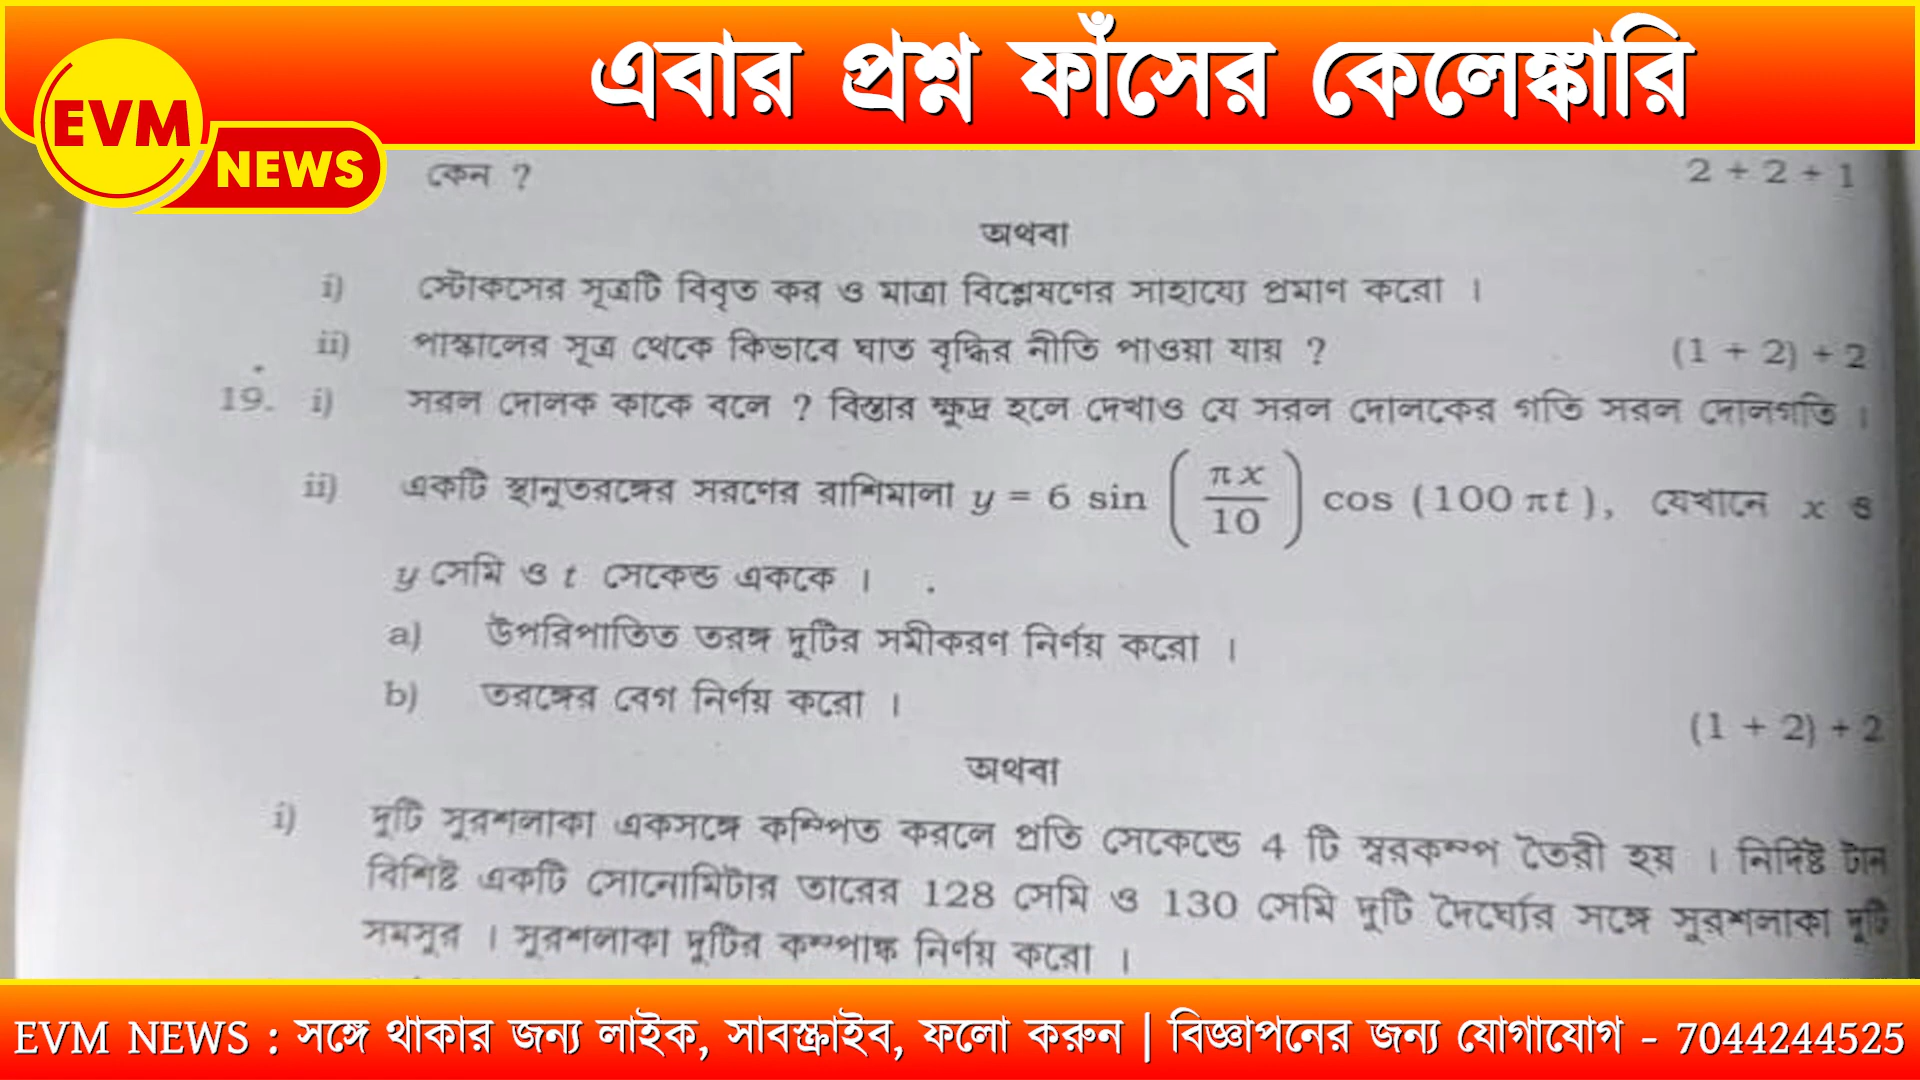 এবার প্রশ্ন ফাঁসের কেলেঙ্কারি
EVM
NEWS
কেন ? 2 + 2 + 1
অথবা
i) স্টোকসের সূত্রটি বিবৃত কর ও মাত্রা বিশ্লেষণের সাহায্যে প্রমাণ করো ।
ii) পাস্কালের সূত্র থেকে কিভাবে ঘাত বৃদ্ধির নীতি পাওয়া যায় ? (1 + 2) + 2
19. i) সরল দোলক কাকে বলে ? বিস্তার ক্ষুদ্র হলে দেখাও যে সরল দোলকের গতি সরল দোলগতি ।
ii) একটি স্থানুতরঙ্গের সরণের রাশিমালা y = 6 sin (πx/10) cos (100 πt), যেখানে x ও
y সেমি ও t সেকেন্ড এককে ।
a) উপরিপাতিত তরঙ্গ দুটির সমীকরণ নির্ণয় করো ।
b) তরঙ্গের বেগ নির্ণয় করো ।
(1 + 2) + 2
অথবা
i) দুটি সুরশলাকা একসঙ্গে কম্পিত করলে প্রতি সেকেন্ডে 4 টি স্বরকম্প তৈরী হয় । নির্দিষ্ট টান
বিশিষ্ট একটি সোনোমিটার তারের 128 সেমি ও 130 সেমি দুটি দৈর্ঘ্যের সঙ্গে সুরশলাকা দুটি
সমসুর । সুরশলাকা দুটির কম্পাঙ্ক নির্ণয় করো ।
EVM NEWS : সঙ্গে থাকার জন্য লাইক, সাবস্ক্রাইব, ফলো করুন | বিজ্ঞাপনের জন্য যোগাযোগ - 7044244525